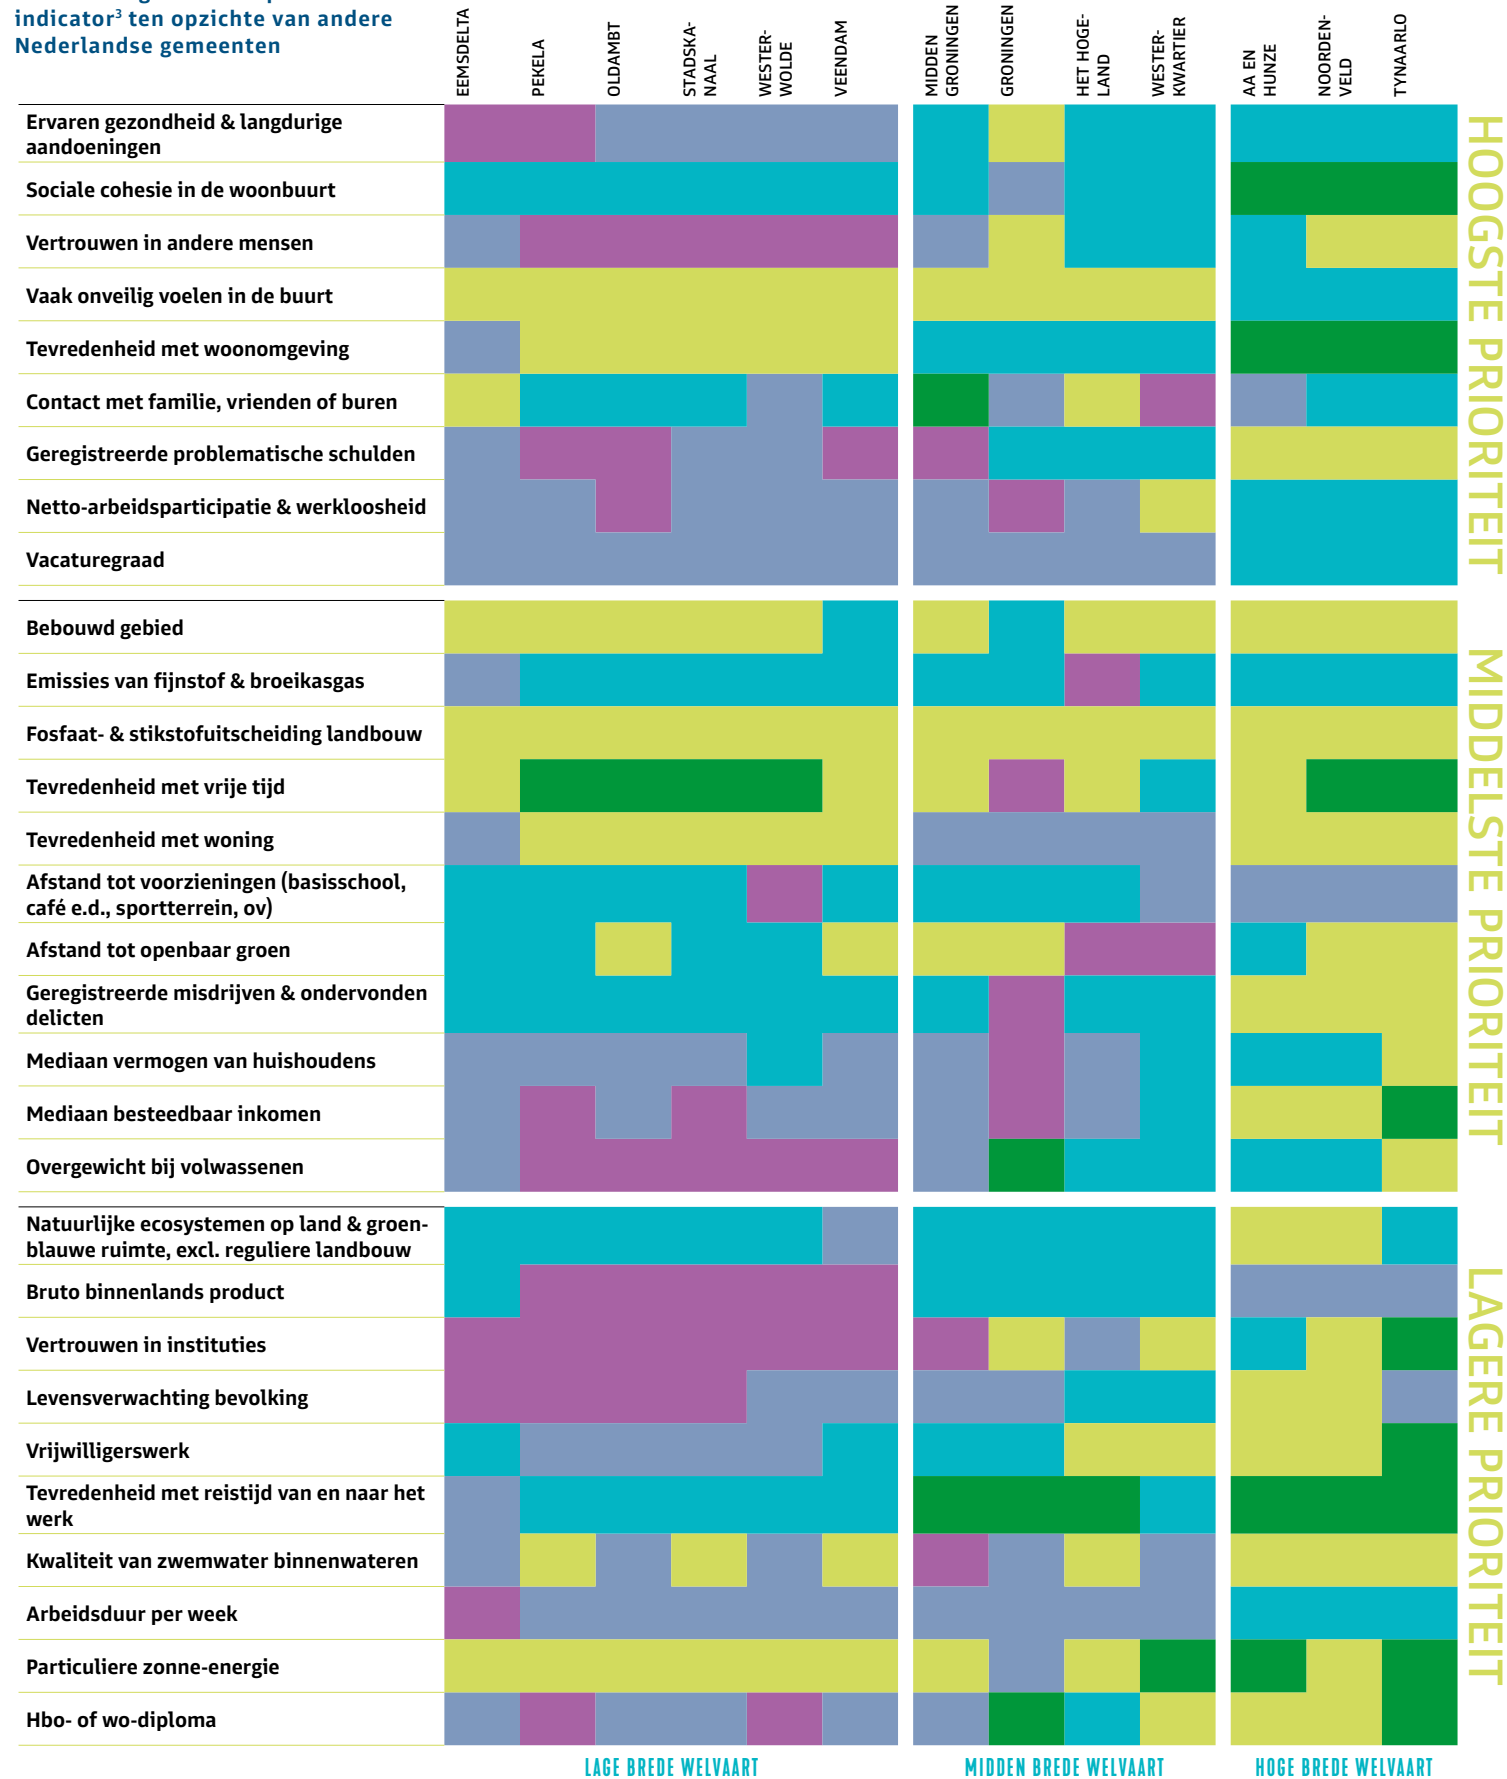 indicator³ ten opzichte van andere
Nederlandse gemeenten
EEMSDELTA
PEKELA
OLDAMBT
STADSKA-
NAAL
WESTER-
WOLDE
VEENDAM
MIDDEN
GRONINGEN
GRONINGEN
HET HOGE-
LAND
WESTER-
KWARTIER
AA EN
HUNZE
NOORDEN-
VELD
TYNAARLO
Ervaren gezondheid & langdurige
aandoeningen
Sociale cohesie in de woonbuurt
Vertrouwen in andere mensen
Vaak onveilig voelen in de buurt
Tevredenheid met woonomgeving
Contact met familie, vrienden of buren
Geregistreerde problematische schulden
Netto-arbeidsparticipatie & werkloosheid
Vacaturegraad
HOOGSTE PRIORITEIT
Bebouwd gebied
Emissies van fijnstof & broeikasgas
Fosfaat- & stikstofuitscheiding landbouw
Tevredenheid met vrije tijd
Tevredenheid met woning
Afstand tot voorzieningen (basisschool,
café e.d., sportterrein, ov)
Afstand tot openbaar groen
Geregistreerde misdrijven & ondervonden
delicten
Mediaan vermogen van huishoudens
Mediaan besteedbaar inkomen
Overgewicht bij volwassenen
MIDDELSTE PRIORITEIT
Natuurlijke ecosystemen op land & groen-
blauwe ruimte, excl. reguliere landbouw
Bruto binnenlands product
Vertrouwen in instituties
Levensverwachting bevolking
Vrijwilligerswerk
Tevredenheid met reistijd van en naar het
werk
Kwaliteit van zwemwater binnenwateren
Arbeidsduur per week
Particuliere zonne-energie
Hbo- of wo-diploma
LAGERE PRIORITEIT
LAGE BREDE WELVAART
MIDDEN BREDE WELVAART
HOGE BREDE WELVAART